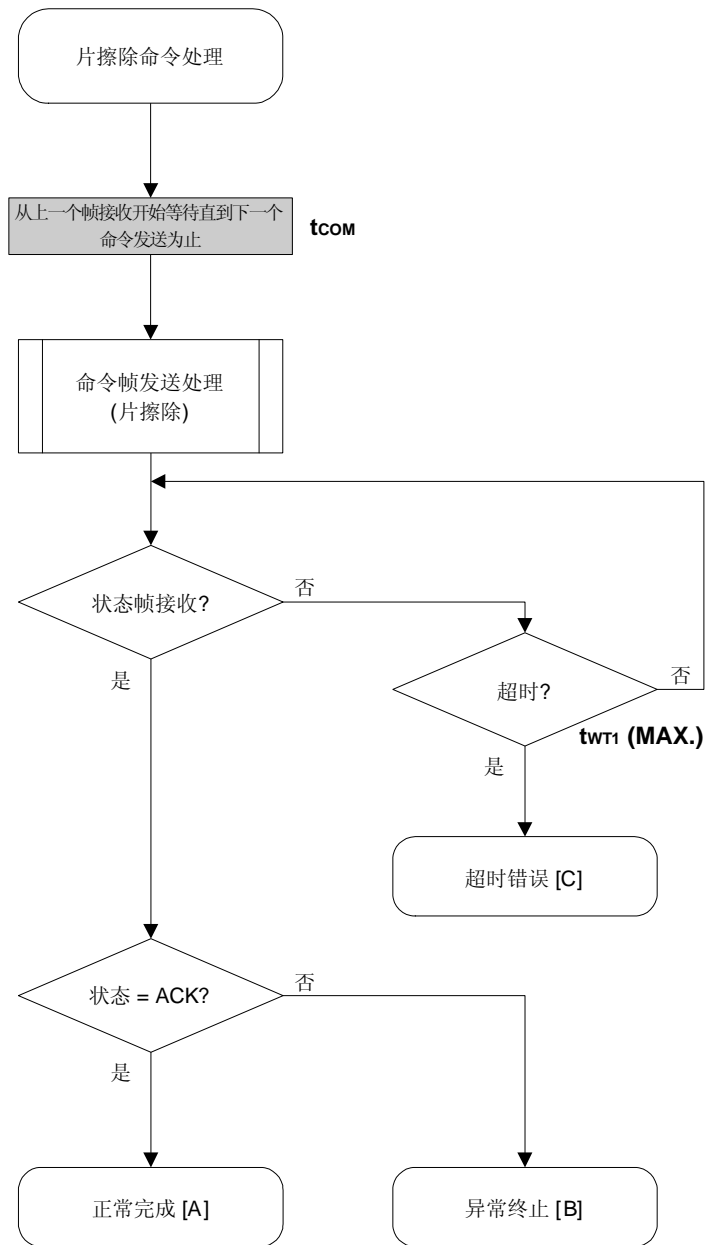 片擦除命令处理
从上一个帧接收开始等待直到下一个
命令发送为止
tCOM
命令帧发送处理
(片擦除)
状态帧接收?
否
是
超时?
否
tWT1 (MAX.)
是
超时错误 [C]
状态 = ACK?
否
是
正常完成 [A]
异常终止 [B]